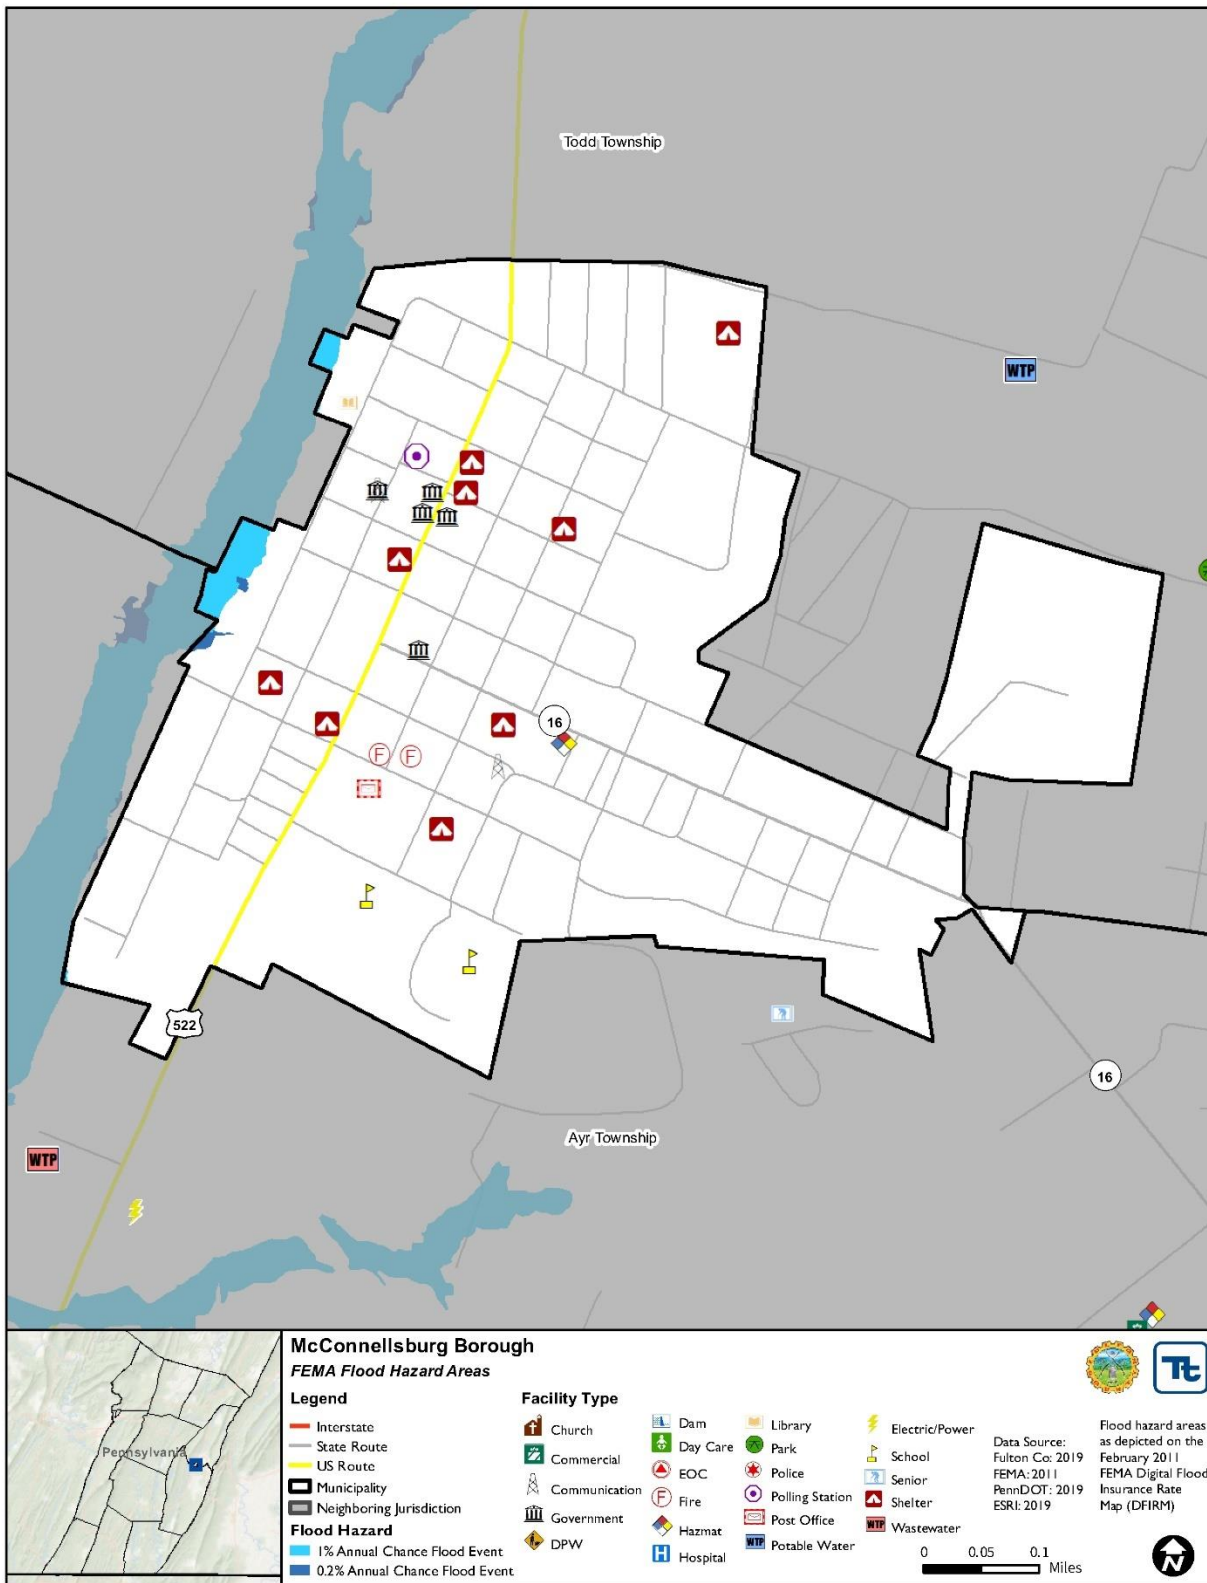 Todd Township
WTP
16
522
16
Ayr Township
WTP
F F
Pennsylvania
McConnellsburg Borough
FEMA Flood Hazard Areas
Legend
Interstate
State Route
US Route
Municipality
Neighboring Jurisdiction
Flood Hazard
1% Annual Chance Flood Event
0.2% Annual Chance Flood Event
Facility Type
Church
Commercial
Communication
Government
DPW
Dam
Day Care
EOC
F Fire
Hazmat
H Hospital
Library
Park
Police
Polling Station
Post Office
WTP Potable Water
Electric/Power
School
Senior
Shelter
WTP Wastewater
Data Source:
Fulton Co: 2019
FEMA: 2011
PennDOT: 2019
ESRI: 2019
Flood hazard areas
as depicted on the
February 2011
FEMA Digital Flood
Insurance Rate
Map (DFIRM)
Tt
0 0.05 0.1
Miles
N